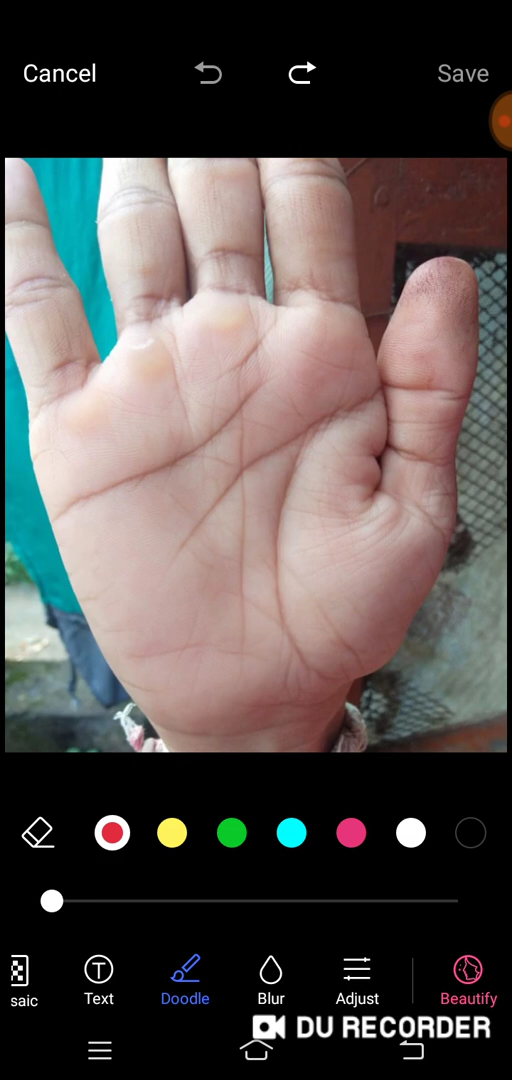 Cancel
Save
saic
Text
Doodle
Blur
Adjust
Beautify
DU RECORDER